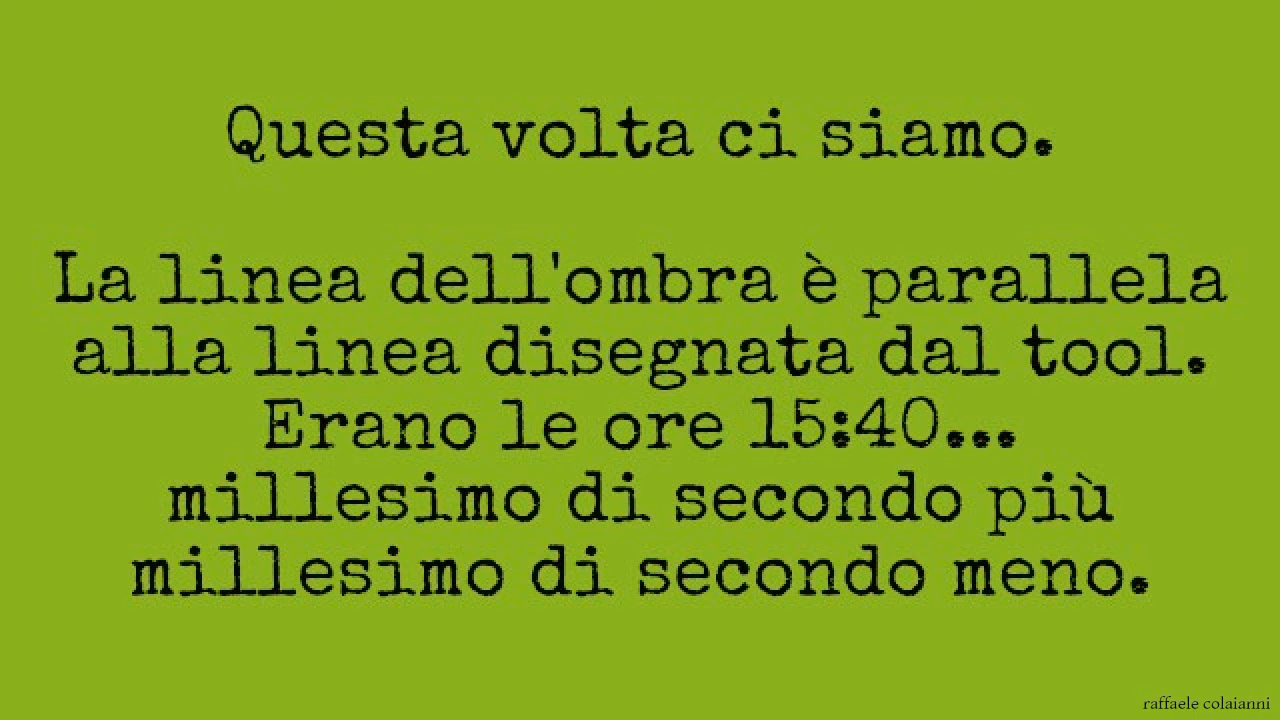 Questa volta ci siamo.
La linea dell'ombra è parallela
alla linea disegnata dal tool.
Erano le ore 15:40...
millesimo di secondo più
millesimo di secondo meno.
raffaele colaianni